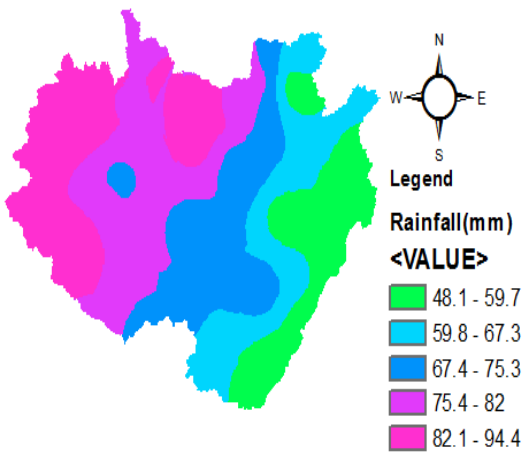 N
W E
S
Legend
Rainfall(mm)
<VALUE>
48.1 - 59.7
59.8 - 67.3
67.4 - 75.3
75.4 - 82
82.1 - 94.4